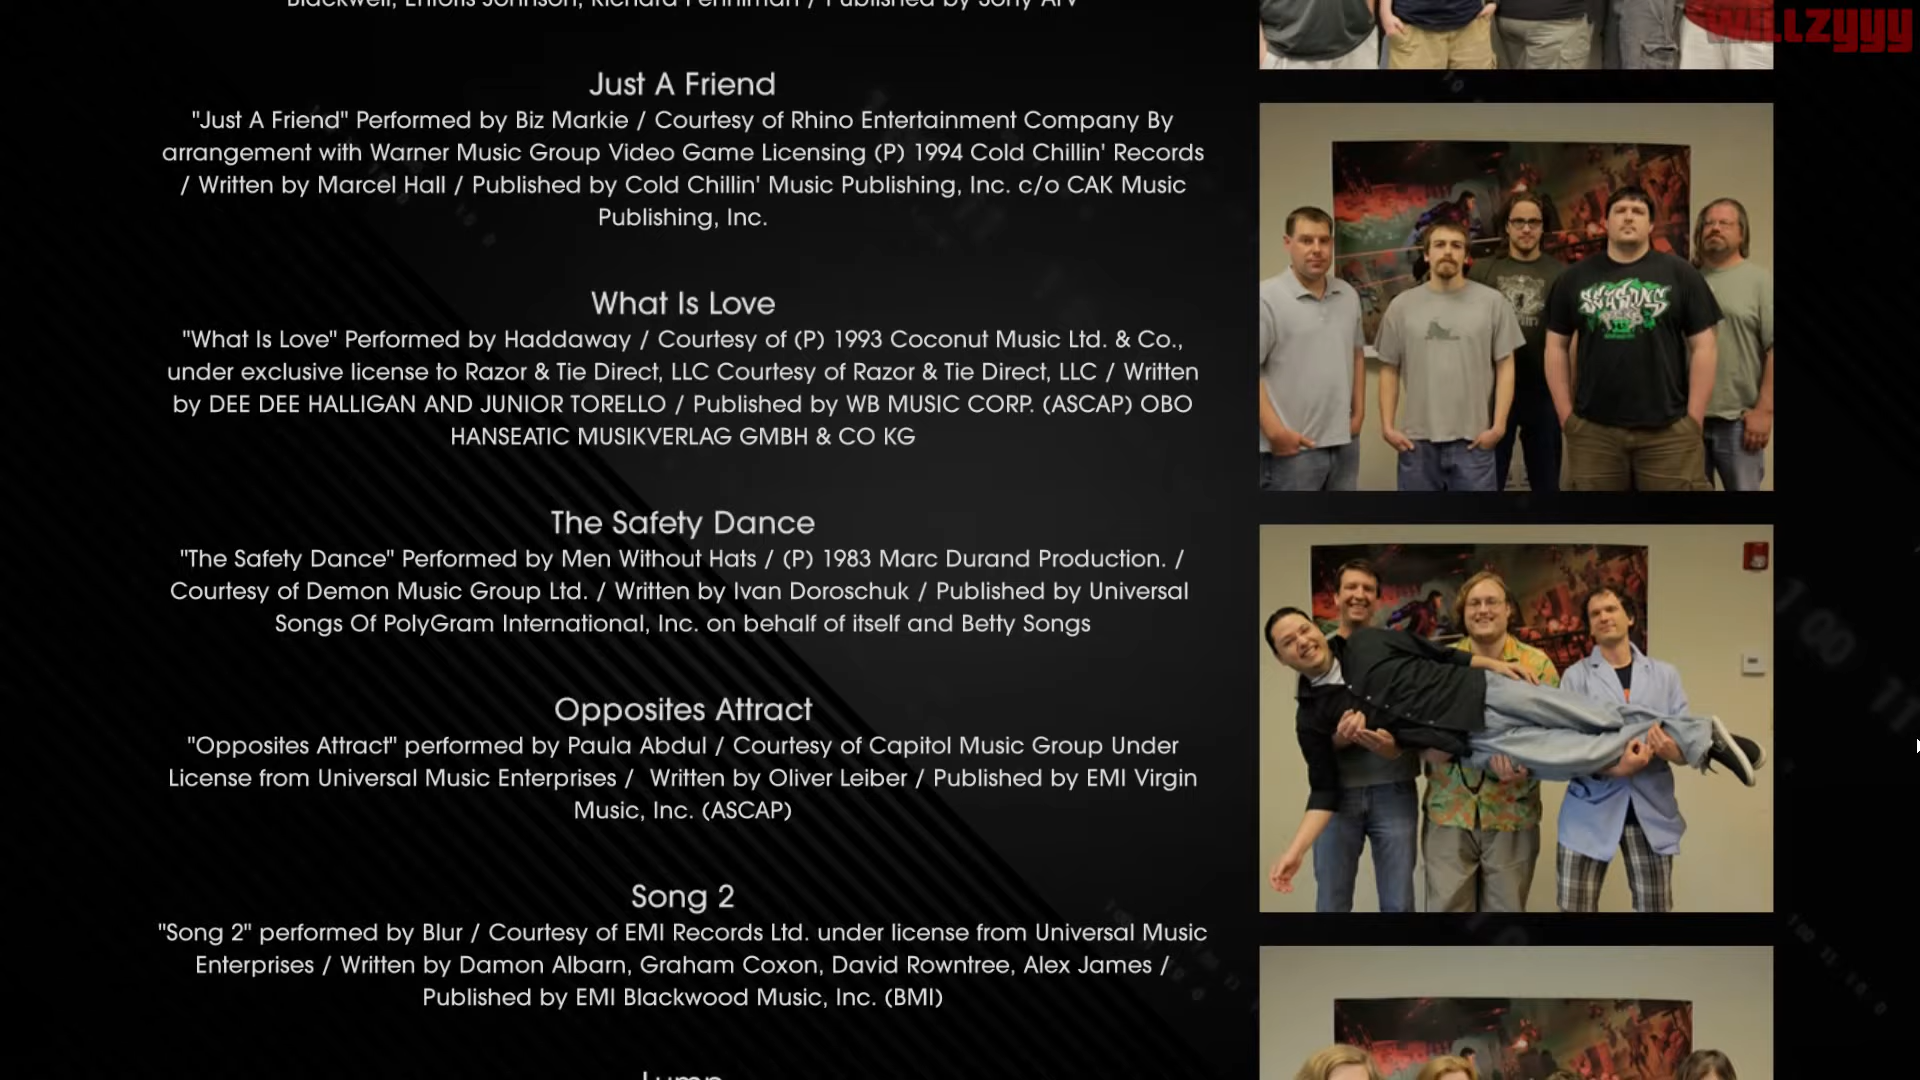 Blackwell, Enforis Johnson, Richard Penniman / Published by Sony ATV
WiLLzyyy
Just A Friend
"Just A Friend" Performed by Biz Markie / Courtesy of Rhino Entertainment Company By
arrangement with Warner Music Group Video Game Licensing (P) 1994 Cold Chillin' Records
/ Written by Marcel Hall / Published by Cold Chillin' Music Publishing, Inc. c/o CAK Music
Publishing, Inc.
What Is Love
"What Is Love" Performed by Haddaway / Courtesy of (P) 1993 Coconut Music Ltd. & Co.,
under exclusive license to Razor & Tie Direct, LLC Courtesy of Razor & Tie Direct, LLC / Written
by DEE DEE HALLIGAN AND JUNIOR TORELLO / Published by WB MUSIC CORP. (ASCAP) OBO
HANSEATIC MUSIKVERLAG GMBH & CO KG
The Safety Dance
"The Safety Dance" Performed by Men Without Hats / (P) 1983 Marc Durand Production. /
Courtesy of Demon Music Group Ltd. / Written by Ivan Doroschuk / Published by Universal
Songs Of PolyGram International, Inc. on behalf of itself and Betty Songs
Opposites Attract
"Opposites Attract" performed by Paula Abdul / Courtesy of Capitol Music Group Under
License from Universal Music Enterprises / Written by Oliver Leiber / Published by EMI Virgin
Music, Inc. (ASCAP)
Song 2
"Song 2" performed by Blur / Courtesy of EMI Records Ltd. under license from Universal Music
Enterprises / Written by Damon Albarn, Graham Coxon, David Rowntree, Alex James /
Published by EMI Blackwood Music, Inc. (BMI)